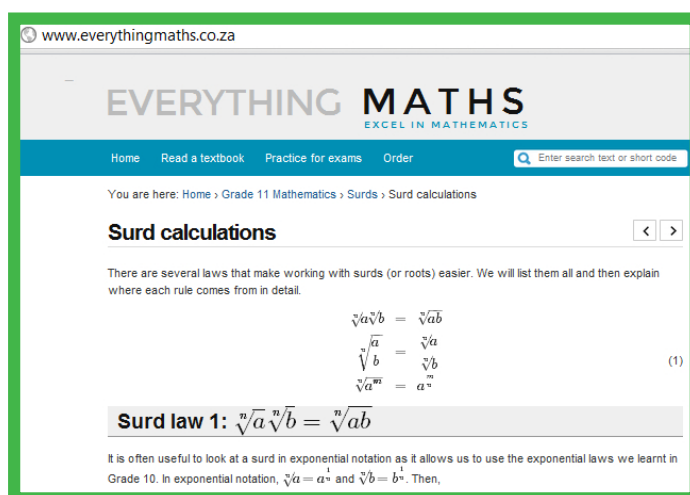 www.everythingmaths.co.za
EVERYTHING MATHS
EXCEL IN MATHEMATICS
Home Read a textbook Practice for exams Order Enter search text or short code
You are here: Home › Grade 11 Mathematics › Surds › Surd calculations
Surd calculations
There are several laws that make working with surds (or roots) easier. We will list them all and then explain
where each rule comes from in detail.
ⁿ√a ⁿ√b = ⁿ√(ab)
ⁿ√(a/b) = ⁿ√a / ⁿ√b (1)
ⁿ√(a^m) = a^(m/n)
Surd law 1: ⁿ√a ⁿ√b = ⁿ√(ab)
It is often useful to look at a surd in exponential notation as it allows us to use the exponential laws we learnt in
Grade 10. In exponential notation, ⁿ√a = a^(1/n) and ⁿ√b = b^(1/n). Then,